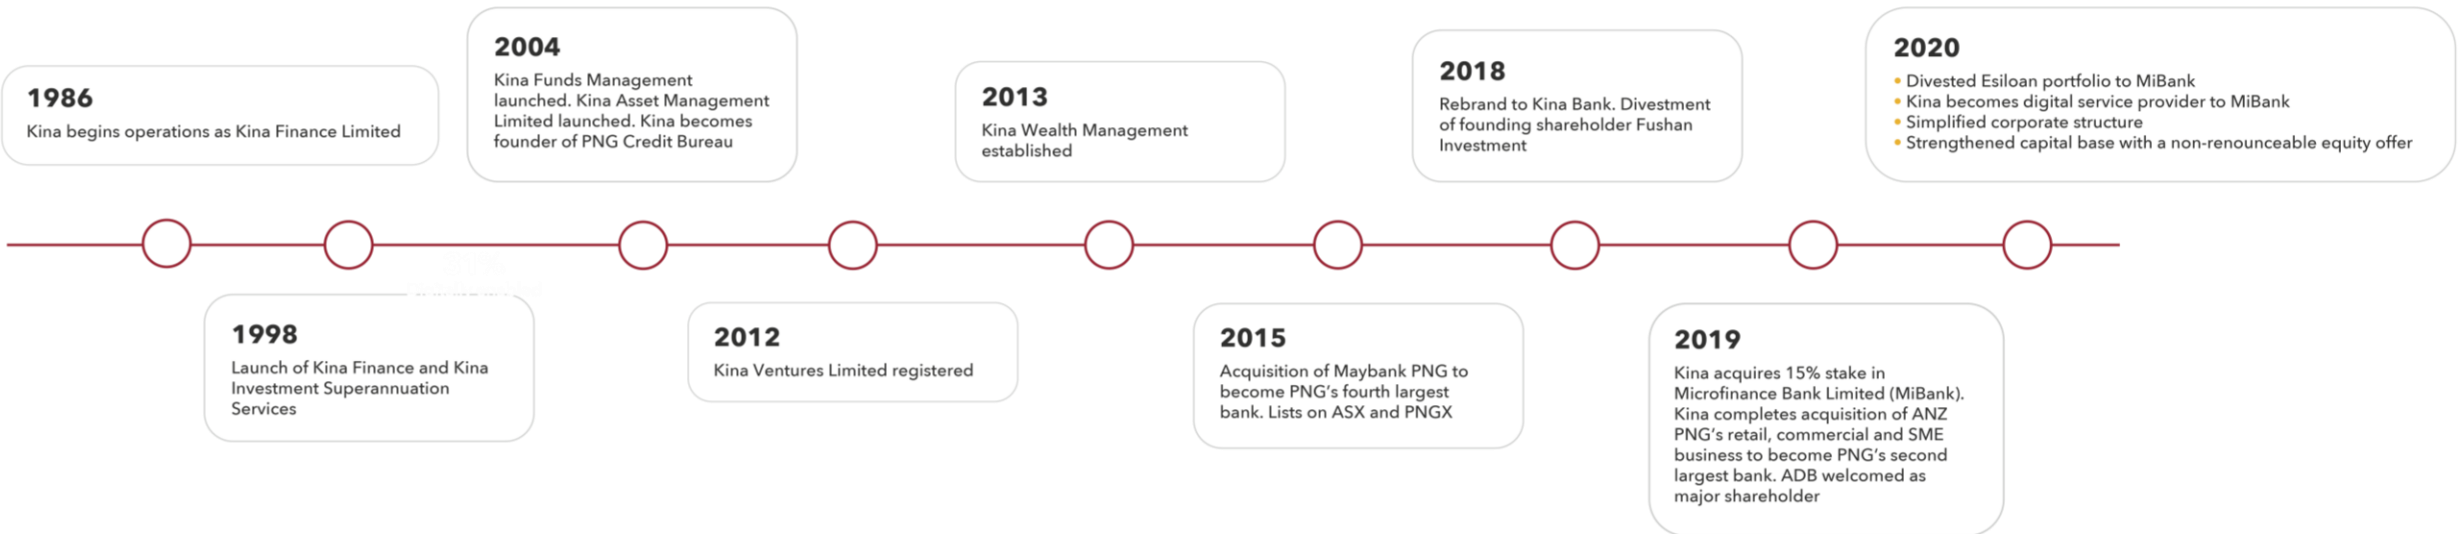 1986
Kina begins operations as Kina Finance Limited
1998
Launch of Kina Finance and Kina
Investment Superannuation
Services
2004
Kina Funds Management
launched. Kina Asset Management
Limited launched. Kina becomes
founder of PNG Credit Bureau
2012
Kina Ventures Limited registered
2013
Kina Wealth Management
established
2015
Acquisition of Maybank PNG to
become PNG's fourth largest
bank. Lists on ASX and PNGX
2018
Rebrand to Kina Bank. Divestment
of founding shareholder Fushan
Investment
2019
Kina acquires 15% stake in
Microfinance Bank Limited (MiBank).
Kina completes acquisition of ANZ
PNG's retail, commercial and SME
business to become PNG's second
largest bank. ADB welcomed as
major shareholder
2020
• Divested Esiloan portfolio to MiBank
• Kina becomes digital service provider to MiBank
• Simplified corporate structure
• Strengthened capital base with a non-renounceable equity offer